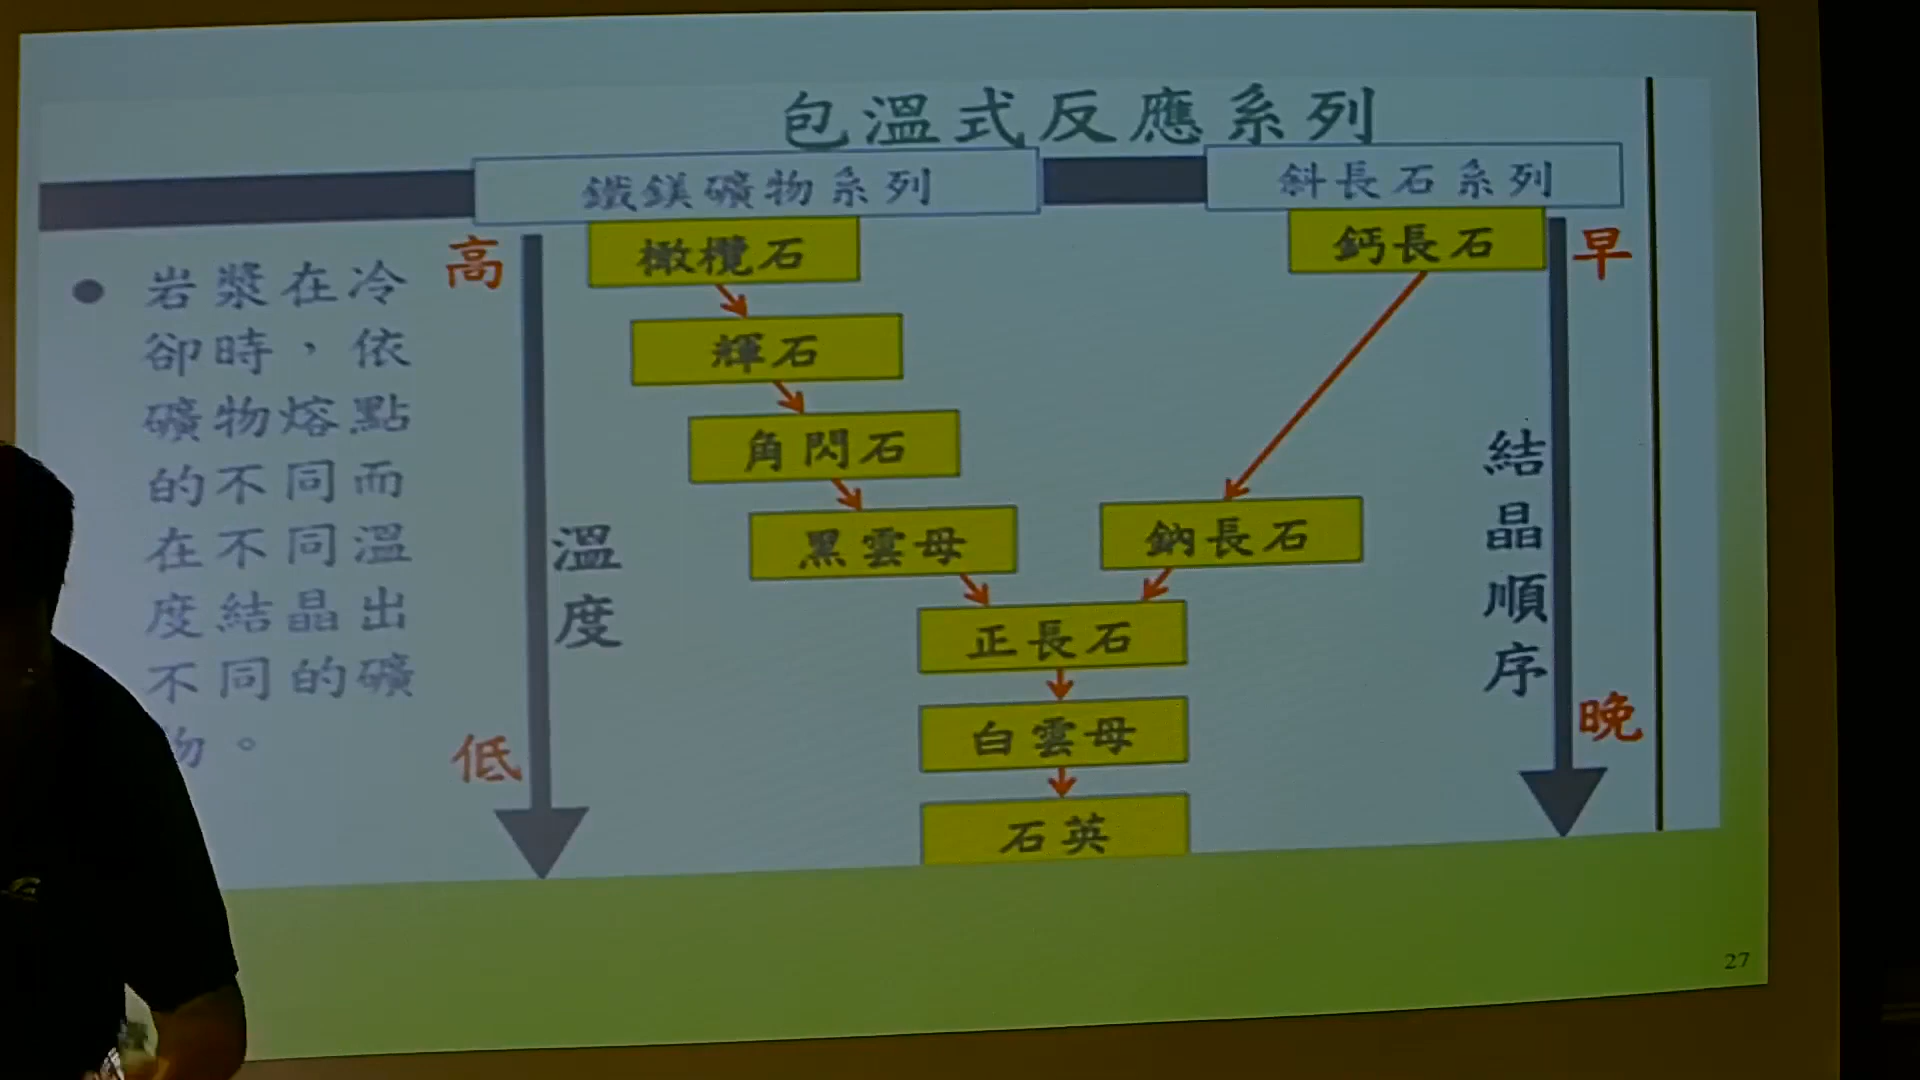 包溫式反應系列
鐵鎂礦物系列
斜長石系列
岩漿在冷
卻時，依
礦物熔點
的不同而
在不同溫
度結晶出
不同的礦
物。
高
溫度
低
橄欖石
輝石
角閃石
黑雲母
鈣長石
鈉長石
正長石
白雲母
石英
早
結晶順序
晚
27